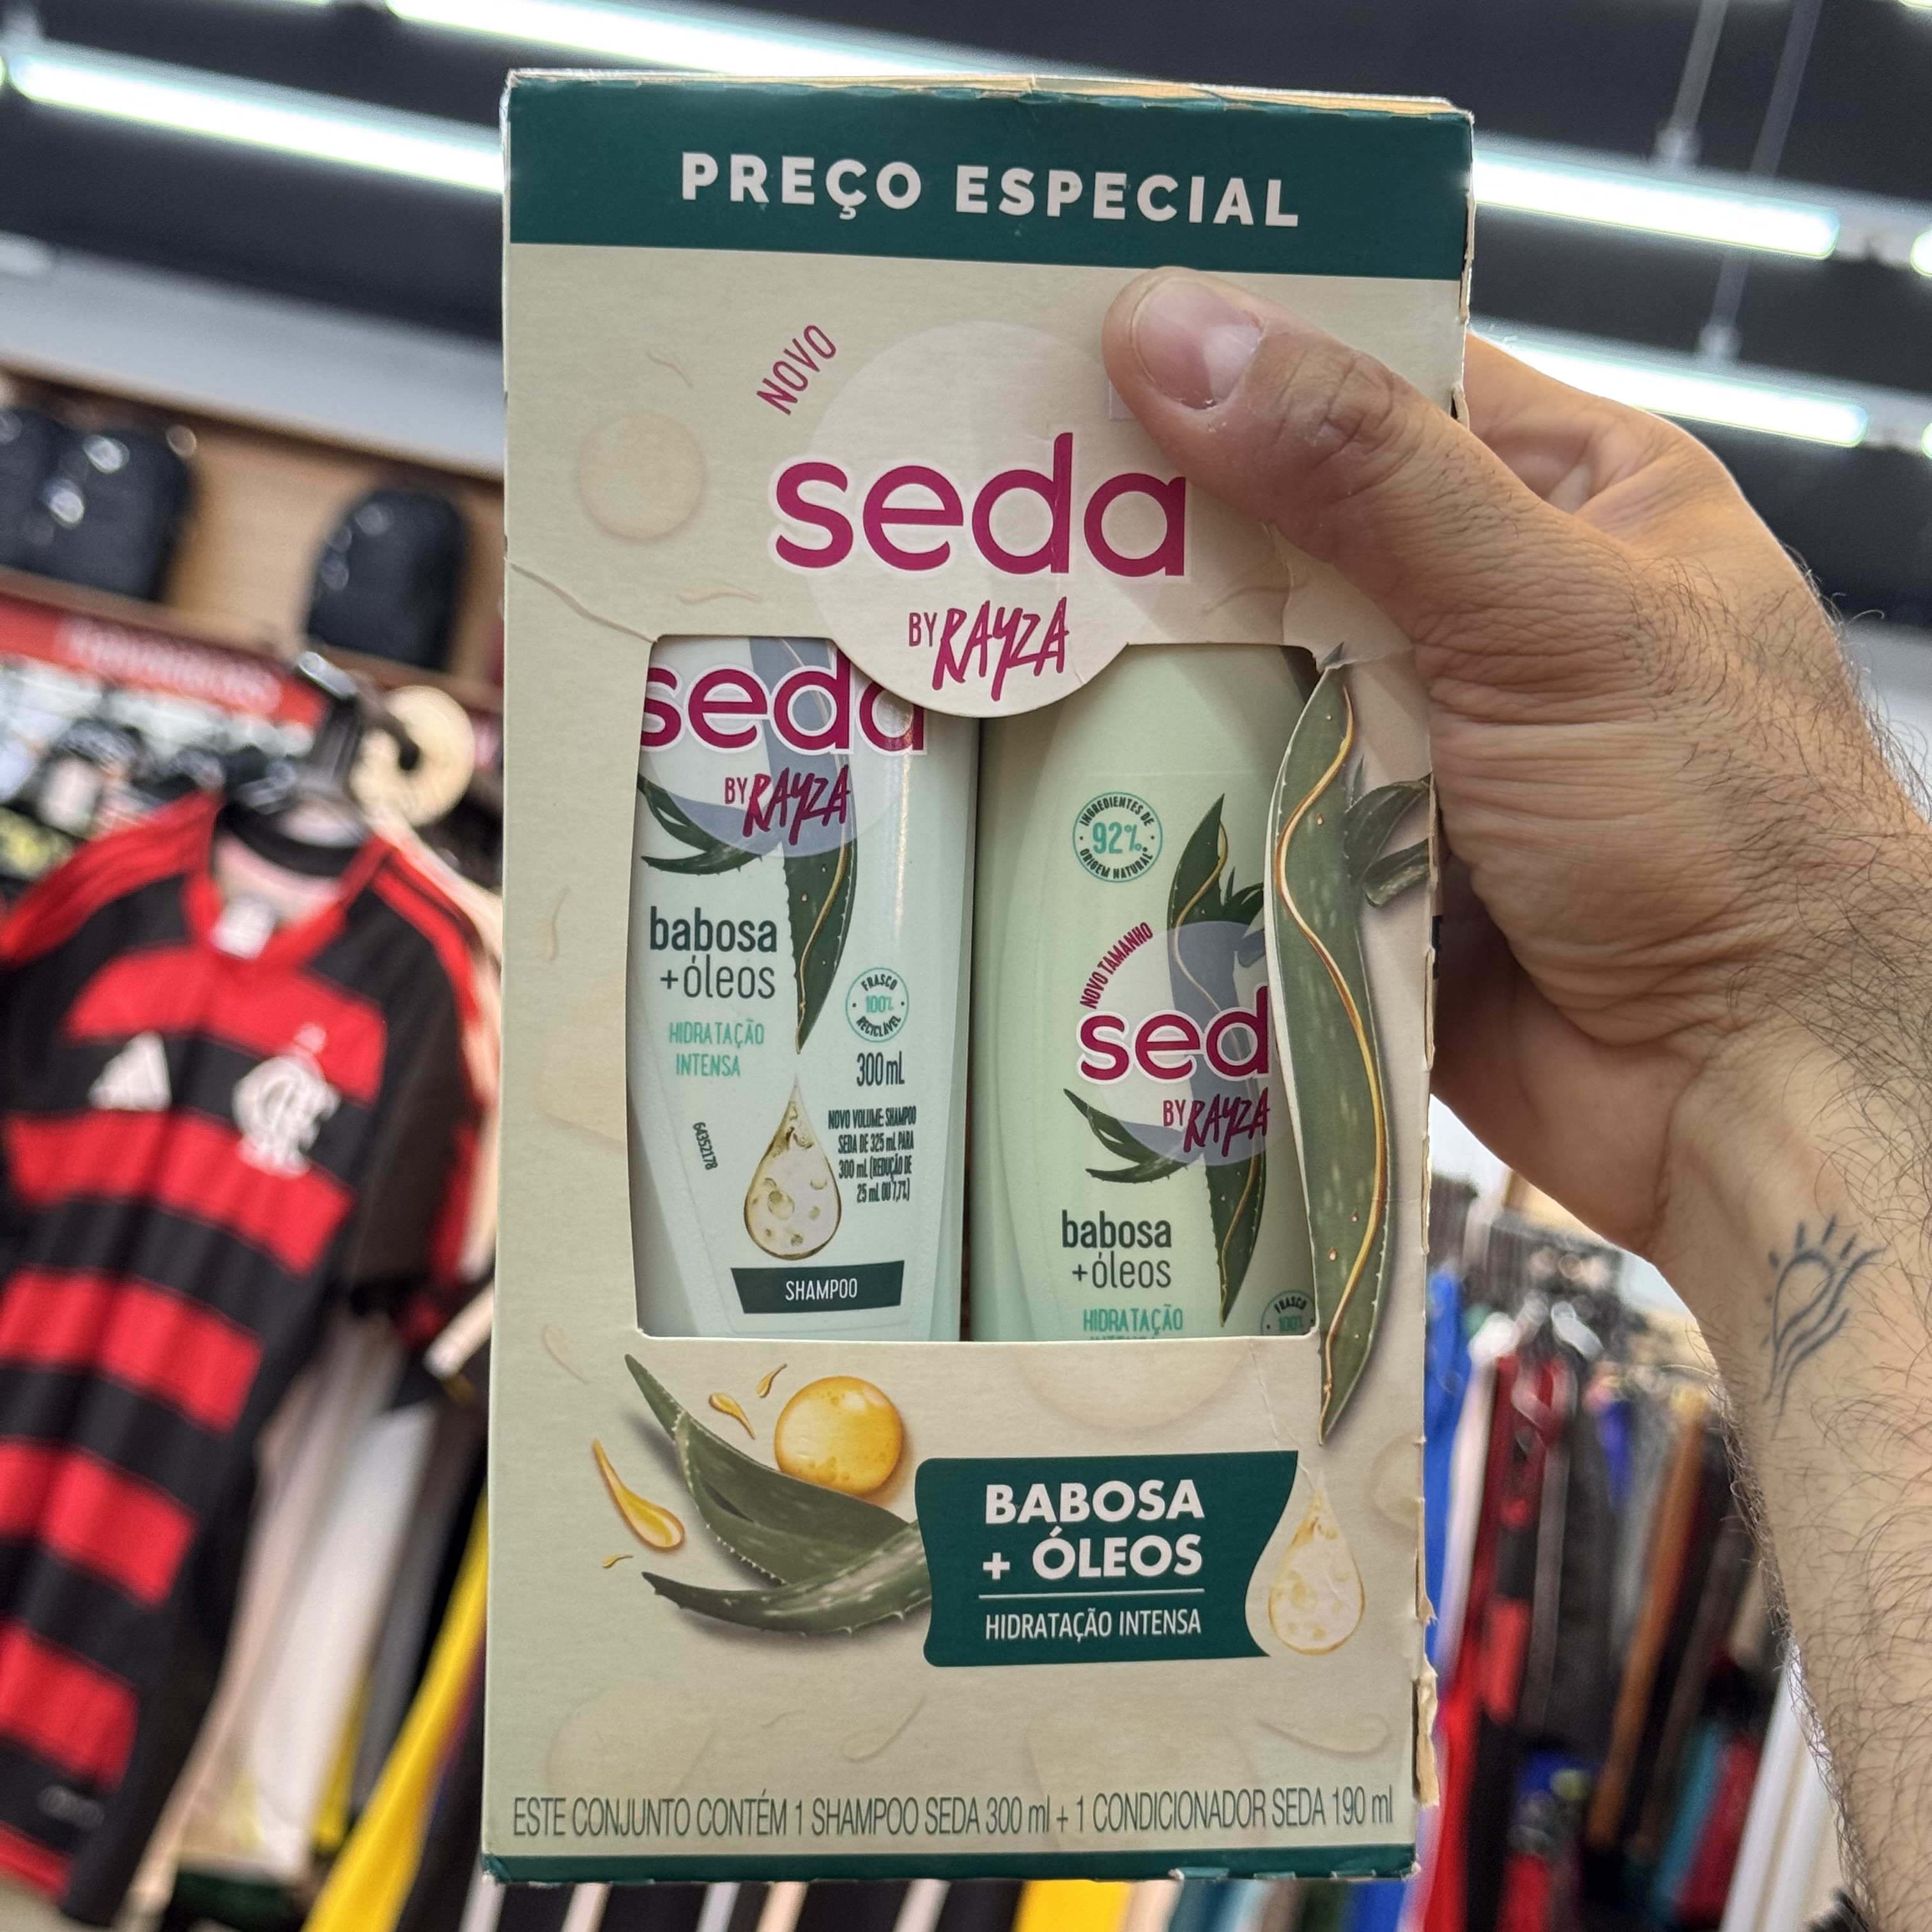 PREÇO ESPECIAL
NOVO
seda
BY RAYZA
seda
BY RAYZA
babosa
+óleos
HIDRATAÇÃO
INTENSA
FRASCO
100%
RECICLÁVEL
300 mL
NOVO VOLUME: SHAMPOO
SEDA DE 325 mL PARA
300 mL (REDUÇÃO DE
25 mL OU 7,7%)
64352178
SHAMPOO
INGREDIENTES DE
92%
ORIGEM NATURAL*
NOVO TAMANHO
sed
BY RAYZA
babosa
+óleos
HIDRATAÇÃO
FRASCO
100%
BABOSA
+ ÓLEOS
HIDRATAÇÃO INTENSA
ESTE CONJUNTO CONTÉM 1 SHAMPOO SEDA 300 ml + 1 CONDICIONADOR SEDA 190 ml